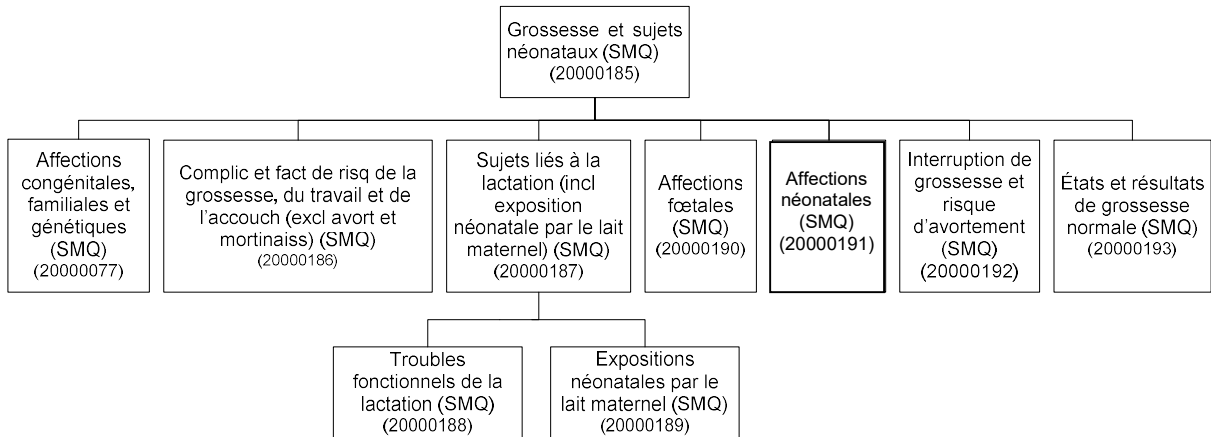 Grossesse et sujets
néonataux (SMQ)
(20000185)
Affections
congénitales,
familiales et
génétiques
(SMQ)
(20000077)
Complic et fact de risq de la
grossesse, du travail et de
l'accouch (excl avort et
mortinaiss) (SMQ)
(20000186)
Sujets liés à la
lactation (incl
exposition
néonatale par le lait
maternel) (SMQ)
(20000187)
Affections
fœtales
(SMQ)
(20000190)
Affections
néonatales
(SMQ)
(20000191)
Interruption de
grossesse et
risque
d'avortement
(SMQ)
(20000192)
États et résultats
de grossesse
normale (SMQ)
(20000193)
Troubles
fonctionnels de la
lactation (SMQ)
(20000188)
Expositions
néonatales par le
lait maternel (SMQ)
(20000189)